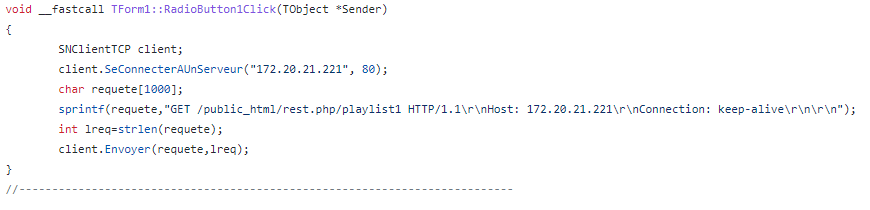 void __fastcall TForm1::RadioButton1Click(TObject *Sender)
{
SNClientTCP client;
client.SeConnecterAUnServeur("172.20.21.221", 80);
char requete[1000];
sprintf(requete,"GET /public_html/rest.php/playlist1 HTTP/1.1\r\nHost: 172.20.21.221\r\nConnection: keep-alive\r\n\r\n");
int lreq=strlen(requete);
client.Envoyer(requete,lreq);
}
//---------------------------------------------------------------------------